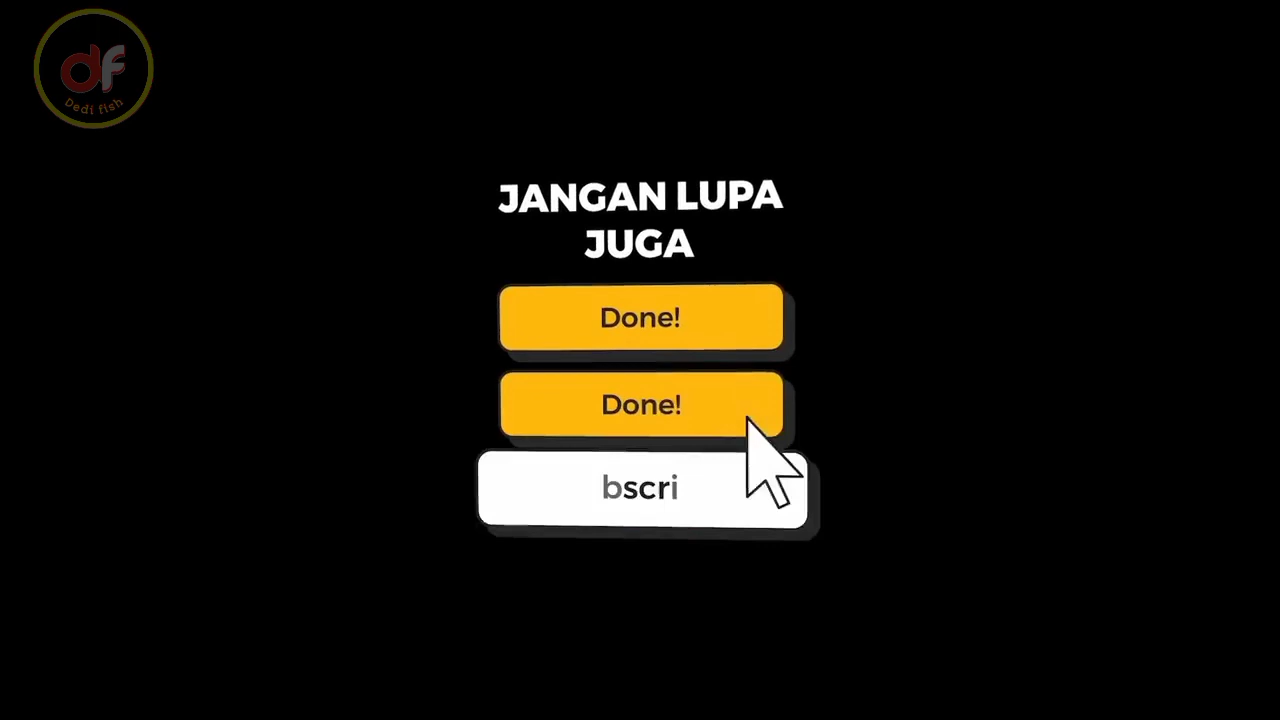 df
Dedi fish
JANGAN LUPA
JUGA
Done!
Done!
bscri